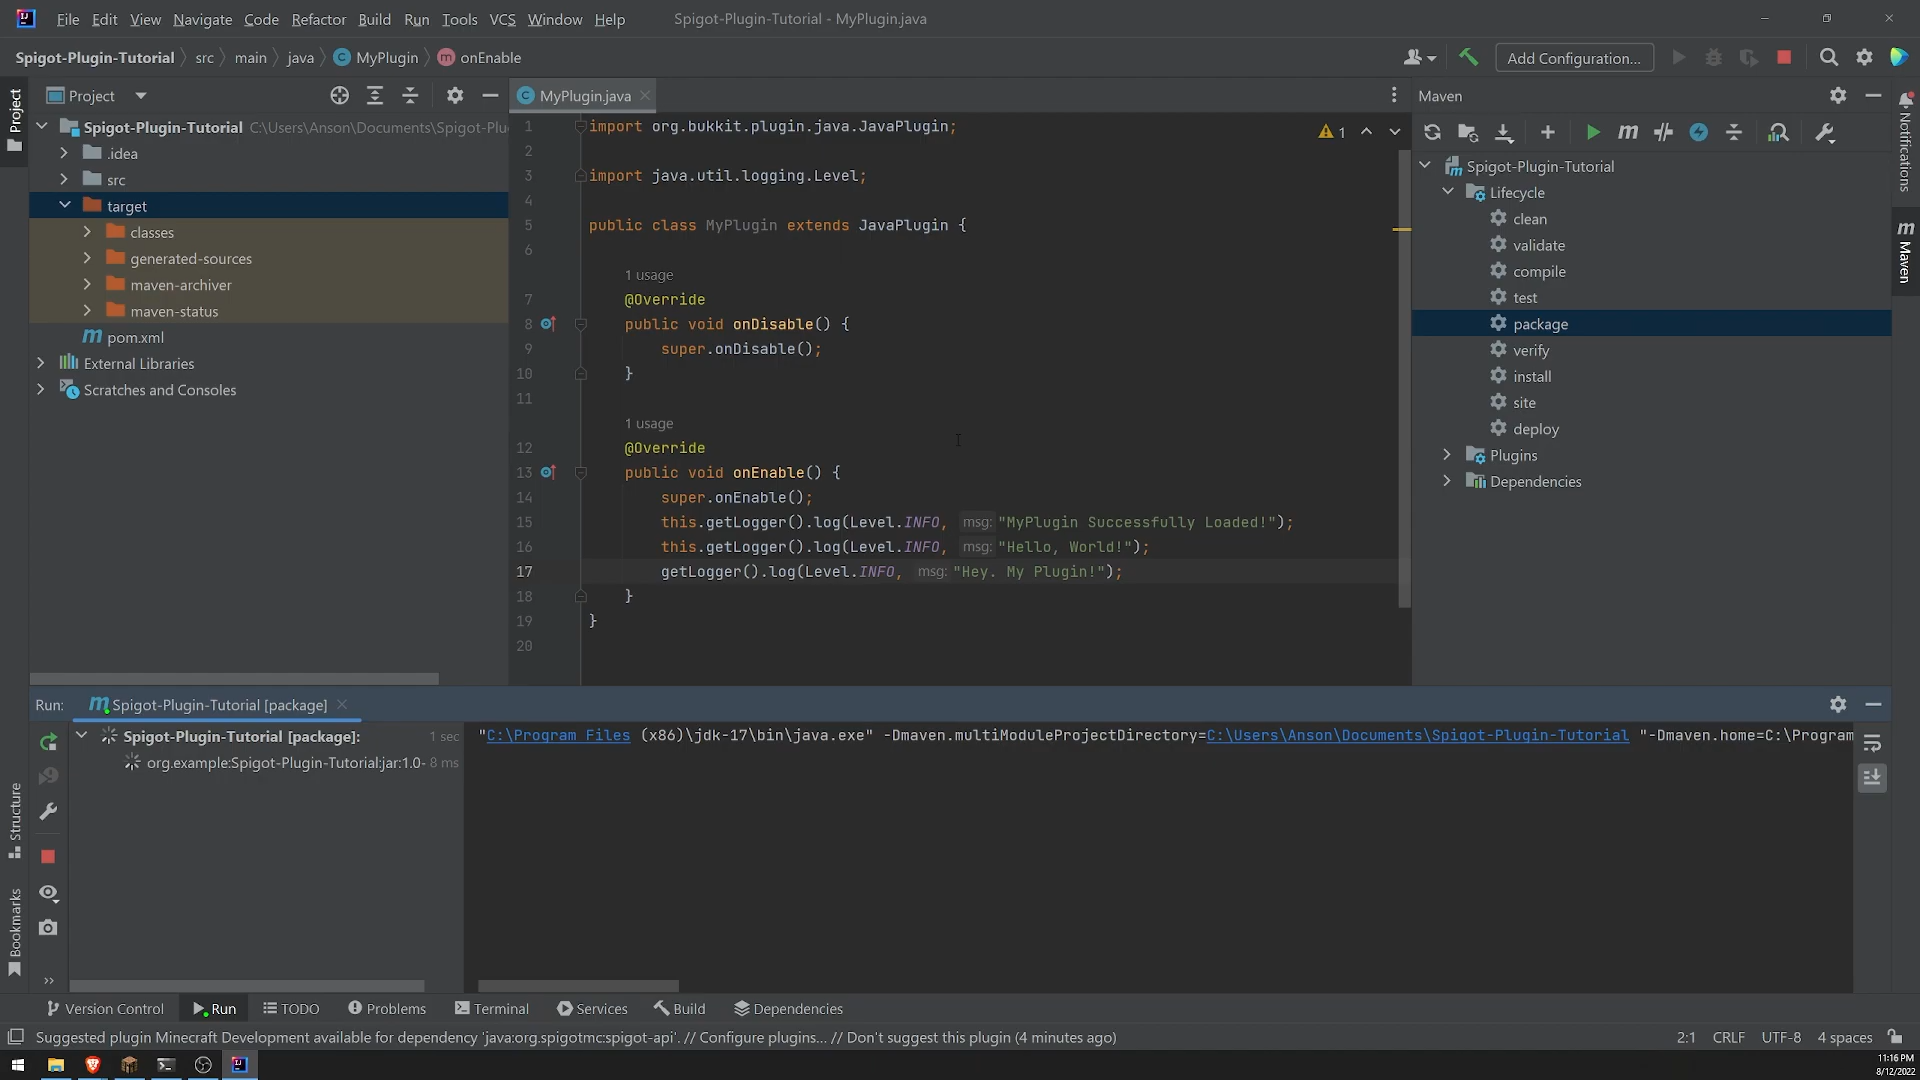 File Edit View Navigate Code Refactor Build Run Tools VCS Window Help Spigot-Plugin-Tutorial - MyPlugin.java
Spigot-Plugin-Tutorial src main java MyPlugin onEnable Add Configuration...
Project
Spigot-Plugin-Tutorial C:\Users\Anson\Documents\Spigot-Plu
.idea
src
target
classes
generated-sources
maven-archiver
maven-status
pom.xml
External Libraries
Scratches and Consoles
MyPlugin.java
1 import org.bukkit.plugin.java.JavaPlugin;
2
3 import java.util.logging.Level;
4
5 public class MyPlugin extends JavaPlugin {
6
1 usage
7 @Override
8 public void onDisable() {
9 super.onDisable();
10 }
11
1 usage
12 @Override
13 public void onEnable() {
14 super.onEnable();
15 this.getLogger().log(Level.INFO, msg: "MyPlugin Successfully Loaded!");
16 this.getLogger().log(Level.INFO, msg: "Hello, World!");
17 getLogger().log(Level.INFO, msg: "Hey. My Plugin!");
18 }
19 }
20
1
Maven
Spigot-Plugin-Tutorial
Lifecycle
clean
validate
compile
test
package
verify
install
site
deploy
Plugins
Dependencies
Project
Structure
Bookmarks
Notifications
Maven
Run: Spigot-Plugin-Tutorial [package]
Spigot-Plugin-Tutorial [package]: 1 sec
org.example:Spigot-Plugin-Tutorial:jar:1.0- 8 ms
"C:\Program Files (x86)\jdk-17\bin\java.exe" -Dmaven.multiModuleProjectDirectory=C:\Users\Anson\Documents\Spigot-Plugin-Tutorial "-Dmaven.home=C:\Program
Version Control Run TODO Problems Terminal Services Build Dependencies
Suggested plugin Minecraft Development available for dependency 'java:org.spigotmc:spigot-api'. // Configure plugins... // Don't suggest this plugin (4 minutes ago) 2:1 CRLF UTF-8 4 spaces
11:16 PM
8/12/2022